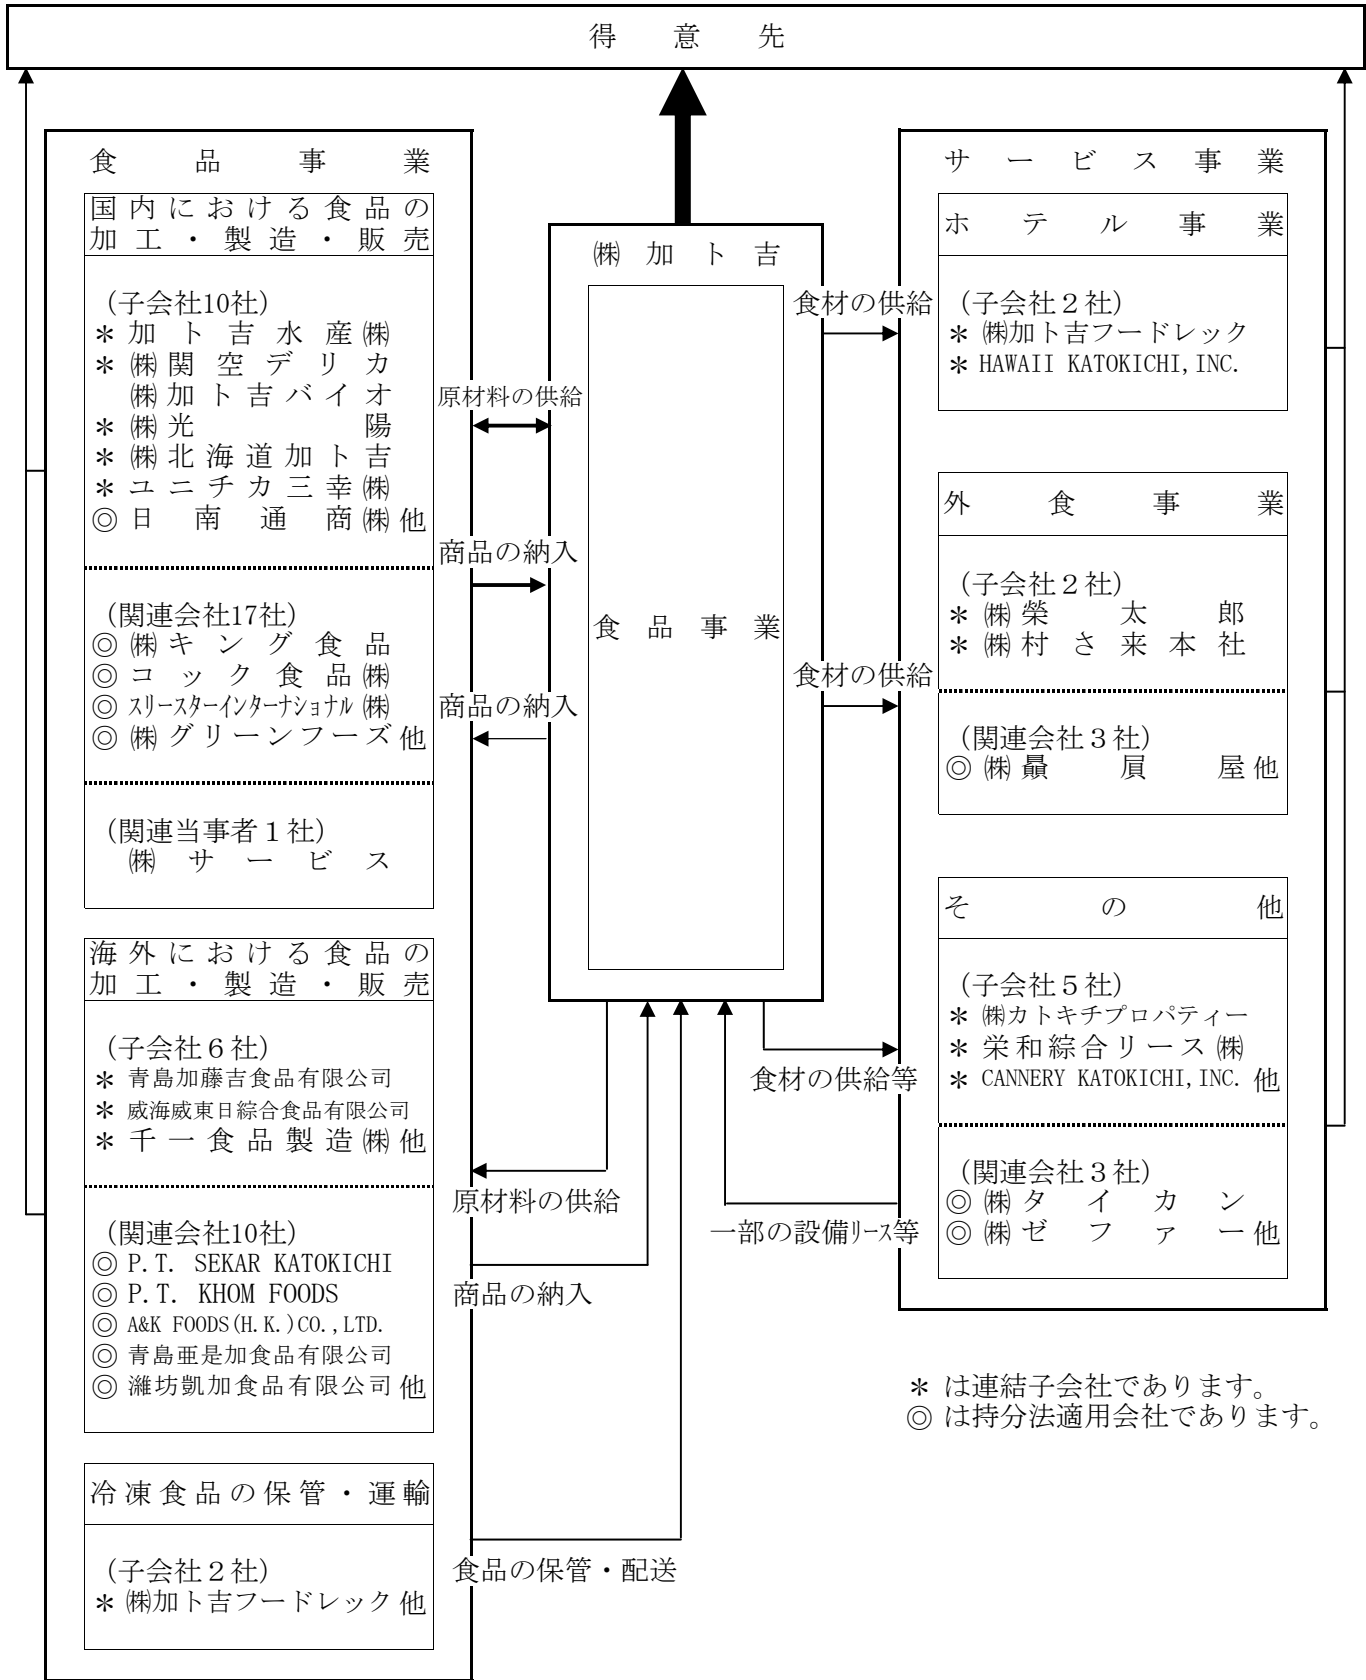 得意先
食品事業
国内における食品の
加工・製造・販売
(子会社10社)
＊加ト吉水産㈱
＊㈱関空デリカ
㈱加ト吉バイオ
＊㈱光陽
＊㈱北海道加ト吉
＊ユニチカ三幸㈱
◎日南通商㈱他
(関連会社17社)
◎㈱キング食品
◎コック食品㈱
◎ｽﾘｰｽﾀｰｲﾝﾀｰﾅｼｮﾅﾙ㈱
◎㈱グリーンフーズ他
(関連当事者１社)
㈱サービス
海外における食品の
加工・製造・販売
(子会社６社)
＊青島加藤吉食品有限公司
＊威海威東日綜合食品有限公司
＊千一食品製造㈱他
(関連会社10社)
◎P.T. SEKAR KATOKICHI
◎P.T. KHOM FOODS
◎A&K FOODS(H.K.)CO.,LTD.
◎青島亜是加食品有限公司
◎濰坊凱加食品有限公司他
冷凍食品の保管・運輸
(子会社２社)
＊㈱加ト吉フードレック他
原材料の供給
商品の納入
商品の納入
原材料の供給
商品の納入
食品の保管・配送
㈱加ト吉
食品事業
食材の供給
食材の供給
食材の供給等
一部の設備ﾘｰｽ等
サービス事業
ホテル事業
(子会社２社)
＊㈱加ト吉フードレック
＊HAWAII KATOKICHI,INC.
外食事業
(子会社２社)
＊㈱榮太郎
＊㈱村さ来本社
(関連会社３社)
◎㈱贔屓屋他
その他
(子会社５社)
＊㈱カトキチプロパティー
＊栄和綜合リース㈱
＊CANNERY KATOKICHI,INC.他
(関連会社３社)
◎㈱タイカン
◎㈱ゼファー他
＊は連結子会社であります。
◎は持分法適用会社であります。